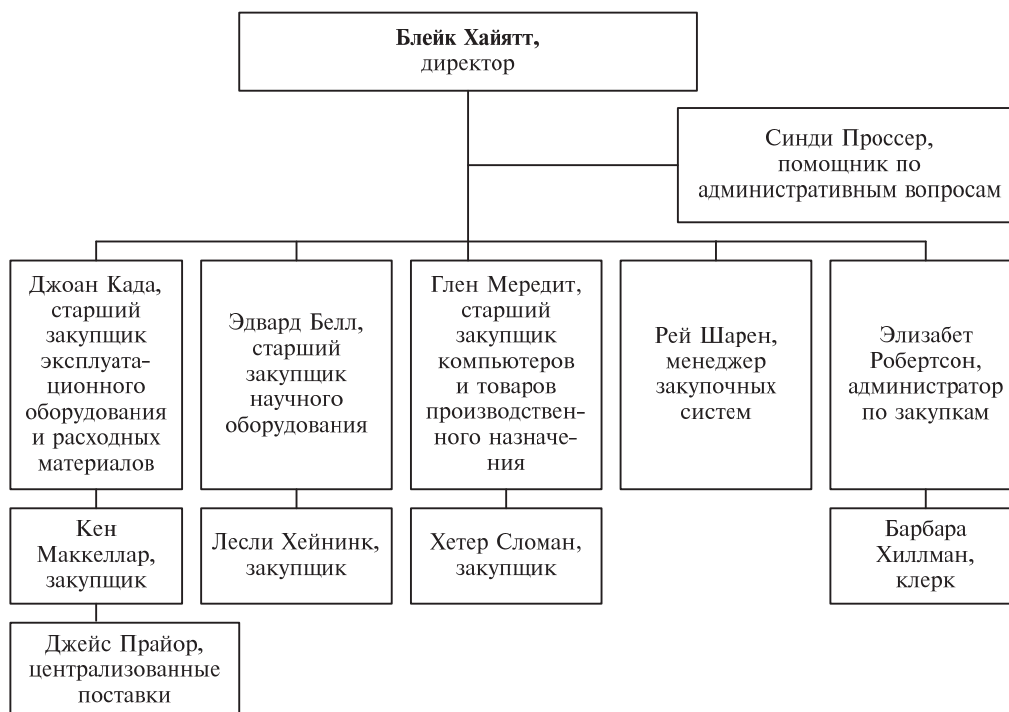 Блейк Хайятт,
директор
Синди Проссер,
помощник по
административным вопросам
Джоан Када,
старший
закупщик
эксплуата-
ционного
оборудования
и расходных
материалов
Эдвард Белл,
старший
закупщик
научного
оборудования
Глен Мередит,
старший
закупщик
компьютеров
и товаров
производствен-
ного назначе-
ния
Рей Шарен,
менеджер
закупочных
систем
Элизабет
Робертсон,
администратор
по закупкам
Кен
Маккеллар,
закупщик
Лесли Хейнинк,
закупщик
Хетер Сломан,
закупщик
Барбара
Хиллман,
клерк
Джейс Прайор,
централизованные
поставки